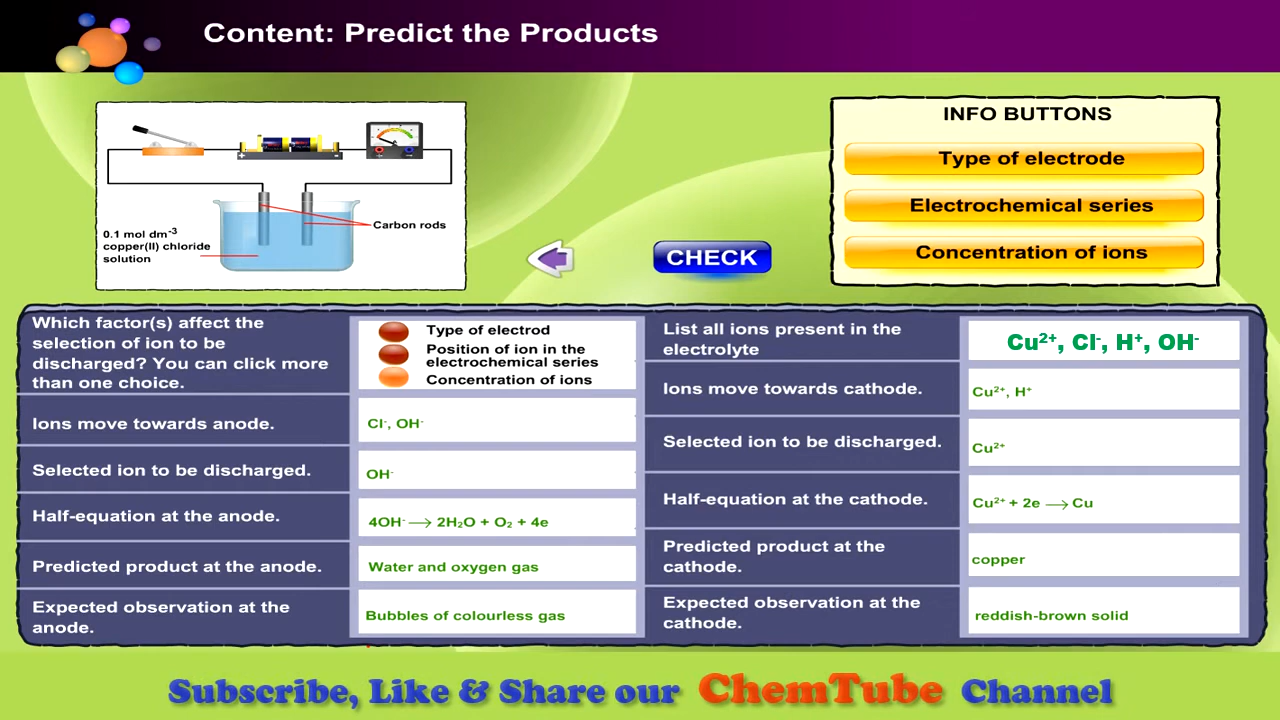 Content: Predict the Products
INFO BUTTONS
Type of electrode
Electrochemical series
Concentration of ions
Carbon rods
0.1 mol dm⁻³
copper(II) chloride
solution
CHECK
Which factor(s) affect the
selection of ion to be
discharged? You can click more
than one choice.
Type of electrod
Position of ion in the
electrochemical series
Concentration of ions
Ions move towards anode.
Cl⁻, OH⁻
Selected ion to be discharged.
OH⁻
Half-equation at the anode.
4OH⁻ ⟶ 2H₂O + O₂ + 4e
Predicted product at the anode.
Water and oxygen gas
Expected observation at the
anode.
Bubbles of colourless gas
List all ions present in the
electrolyte
Cu²⁺, Cl⁻, H⁺, OH⁻
Ions move towards cathode.
Cu²⁺, H⁺
Selected ion to be discharged.
Cu²⁺
Half-equation at the cathode.
Cu²⁺ + 2e ⟶ Cu
Predicted product at the
cathode.
copper
Expected observation at the
cathode.
reddish-brown solid
Subscribe, Like & Share our ChemTube Channel